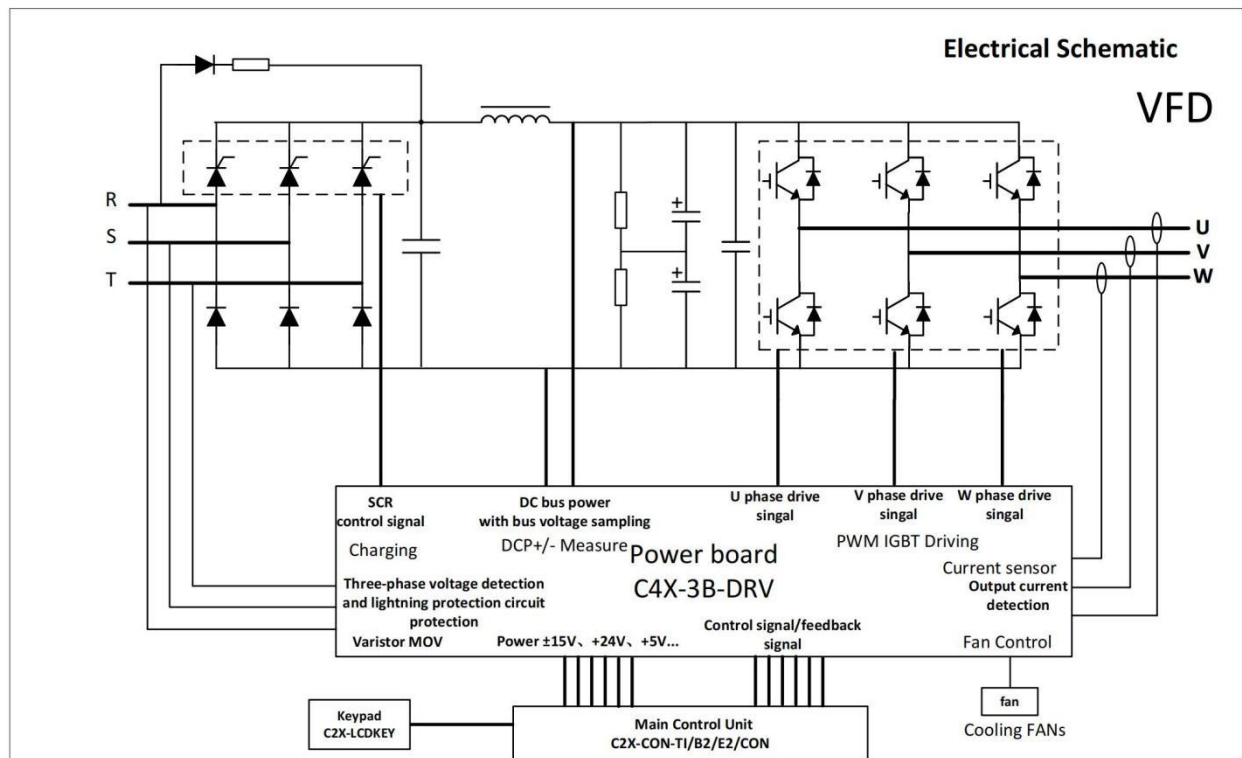 Electrical Schematic
VFD
R
S
T
+
+
U
V
W
SCR
control signal
Charging
DC bus power
with bus voltage sampling
DCP+/- Measure
U phase drive
singal
V phase drive
singal
W phase drive
singal
PWM IGBT Driving
Power board
C4X-3B-DRV
Current sensor
Output current
detection
Three-phase voltage detection
and lightning protection circuit
protection
Varistor MOV
Power ±15V、+24V、+5V...
Control signal/feedback
signal
Fan Control
Keypad
C2X-LCDKEY
Main Control Unit
C2X-CON-TI/B2/E2/CON
fan
Cooling FANs